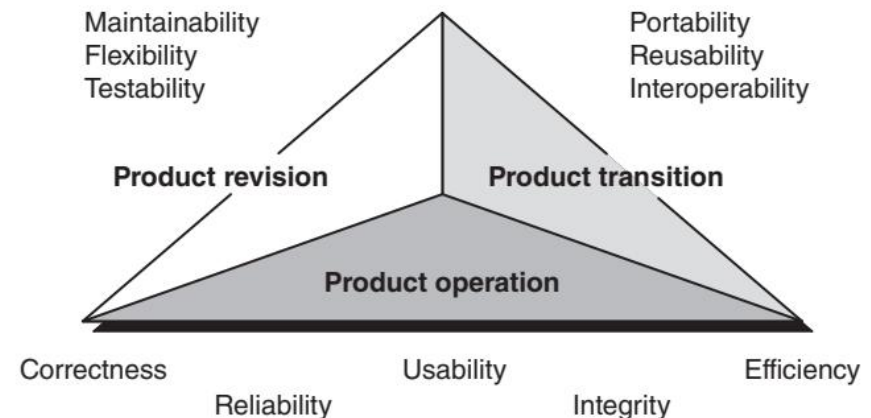 Maintainability
Flexibility
Testability
Portability
Reusability
Interoperability
Product revision
Product transition
Product operation
Correctness
Usability
Efficiency
Reliability
Integrity